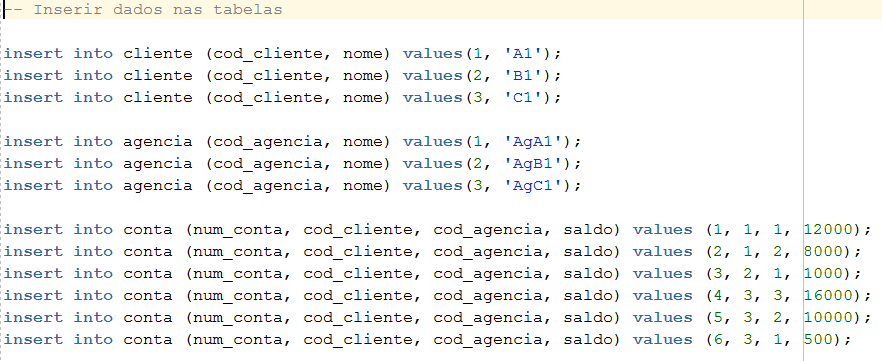 -- Inserir dados nas tabelas
insert into cliente (cod_cliente, nome) values(1, 'A1');
insert into cliente (cod_cliente, nome) values(2, 'B1');
insert into cliente (cod_cliente, nome) values(3, 'C1');
insert into agencia (cod_agencia, nome) values(1, 'AgA1');
insert into agencia (cod_agencia, nome) values(2, 'AgB1');
insert into agencia (cod_agencia, nome) values(3, 'AgC1');
insert into conta (num_conta, cod_cliente, cod_agencia, saldo) values (1, 1, 1, 12000);
insert into conta (num_conta, cod_cliente, cod_agencia, saldo) values (2, 1, 2, 8000);
insert into conta (num_conta, cod_cliente, cod_agencia, saldo) values (3, 2, 1, 1000);
insert into conta (num_conta, cod_cliente, cod_agencia, saldo) values (4, 3, 3, 16000);
insert into conta (num_conta, cod_cliente, cod_agencia, saldo) values (5, 3, 2, 10000);
insert into conta (num_conta, cod_cliente, cod_agencia, saldo) values (6, 3, 1, 500);